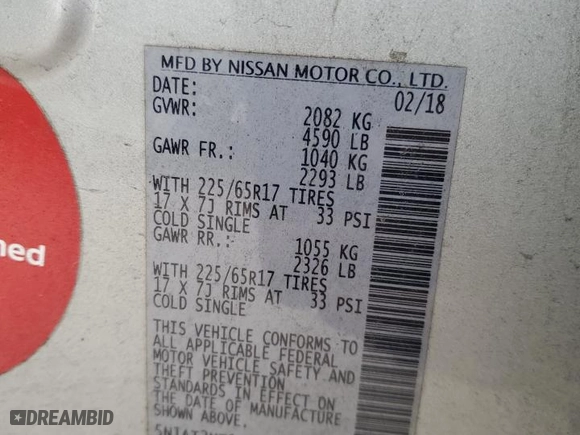 MFD BY NISSAN MOTOR CO., LTD.
DATE: 02/18
GVWR: 2082 KG
4590 LB
GAWR FR.: 1040 KG
2293 LB
WITH 225/65R17 TIRES
17 X 7J RIMS AT 33 PSI
COLD SINGLE
GAWR RR.: 1055 KG
2326 LB
WITH 225/65R17 TIRES
17 X 7J RIMS AT 33 PSI
COLD SINGLE
THIS VEHICLE CONFORMS TO
ALL APPLICABLE FEDERAL
MOTOR VEHICLE SAFETY AND
THEFT PREVENTION
STANDARDS IN EFFECT ON
THE DATE OF MANUFACTURE
SHOWN ABOVE.
ned
DREAMBID